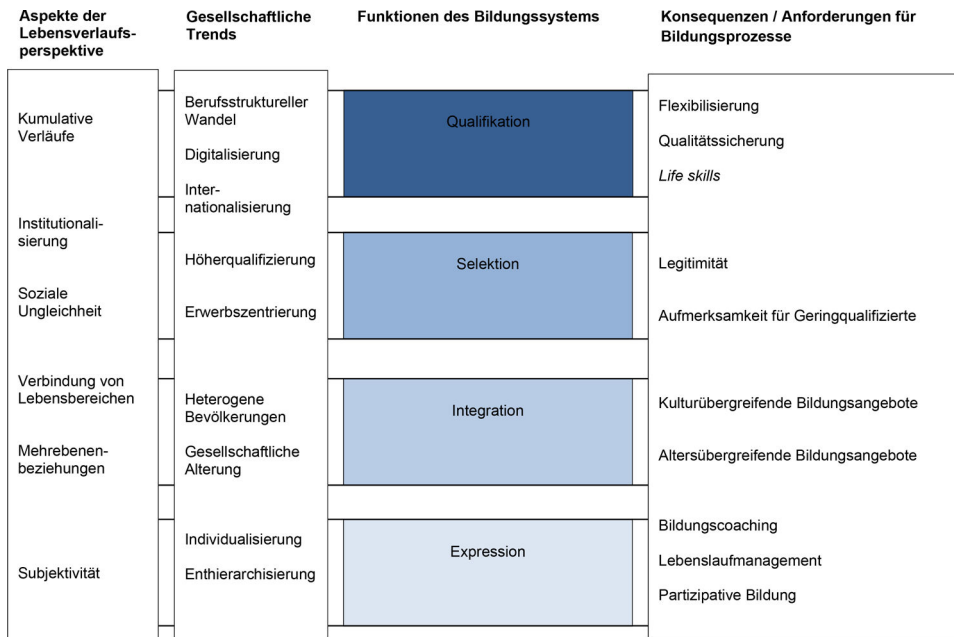 Aspekte der
Lebensverlaufs-
perspektive
Gesellschaftliche
Trends
Funktionen des Bildungssystems
Konsequenzen / Anforderungen für
Bildungsprozesse
Kumulative
Verläufe
Institutionali-
sierung
Soziale
Ungleichheit
Verbindung von
Lebensbereichen
Mehrebenen-
beziehungen
Subjektivität
Berufsstruktureller
Wandel
Digitalisierung
Inter-
nationalisierung
Höherqualifizierung
Erwerbszentrierung
Heterogene
Bevölkerungen
Gesellschaftliche
Alterung
Individualisierung
Enthierarchisierung
Qualifikation
Selektion
Integration
Expression
Flexibilisierung
Qualitätssicherung
Life skills
Legitimität
Aufmerksamkeit für Geringqualifizierte
Kulturübergreifende Bildungsangebote
Altersübergreifende Bildungsangebote
Bildungscoaching
Lebenslaufmanagement
Partizipative Bildung